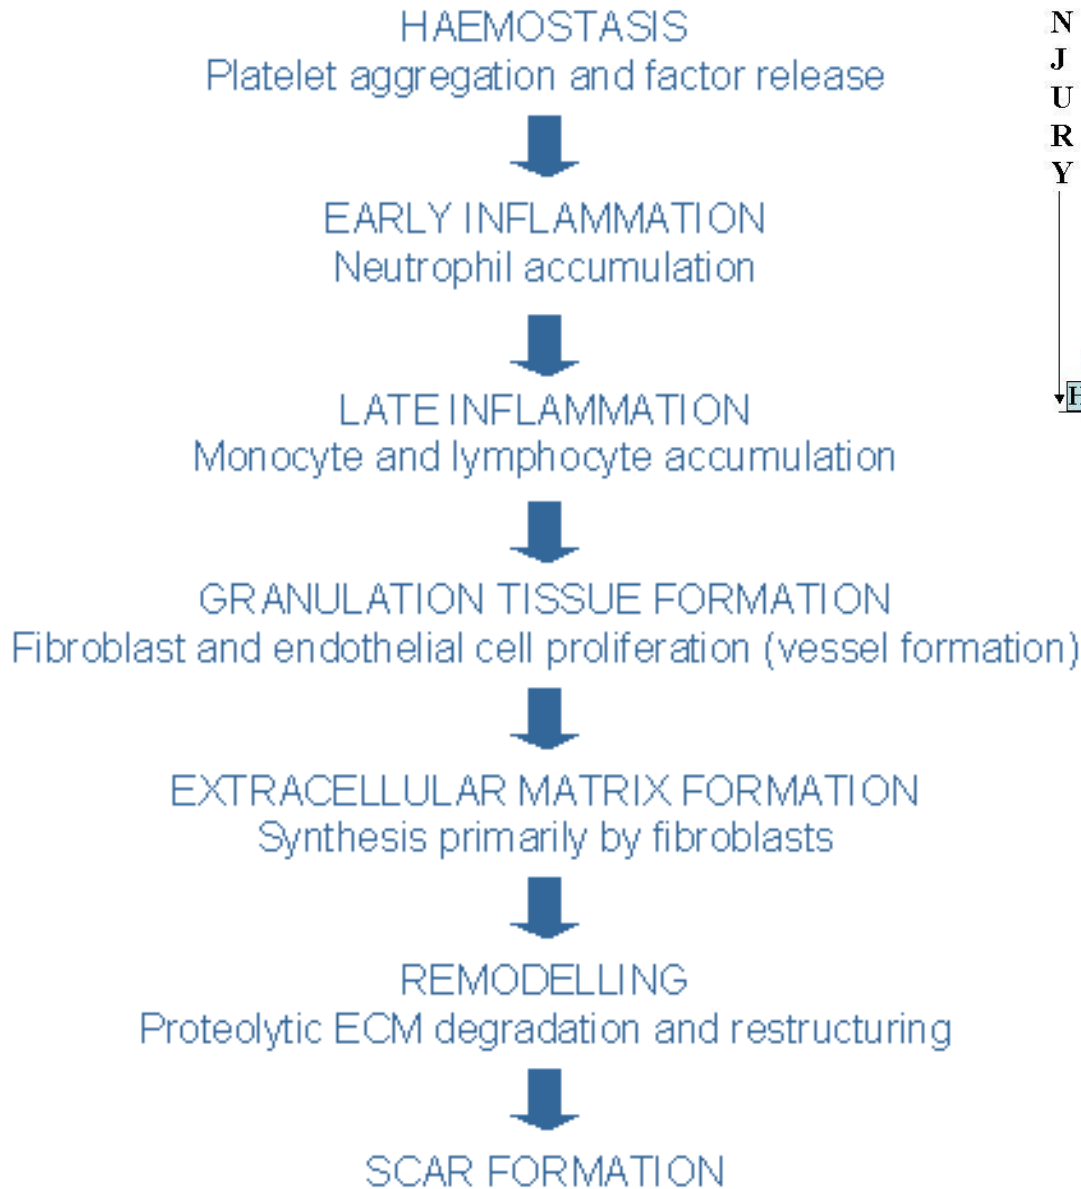 HAEMOSTASIS
Platelet aggregation and factor release
EARLY INFLAMMATION
Neutrophil accumulation
LATE INFLAMMATION
Monocyte and lymphocyte accumulation
GRANULATION TISSUE FORMATION
Fibroblast and endothelial cell proliferation (vessel formation)
EXTRACELLULAR MATRIX FORMATION
Synthesis primarily by fibroblasts
REMODELLING
Proteolytic ECM degradation and restructuring
SCAR FORMATION
N
J
U
R
Y
H